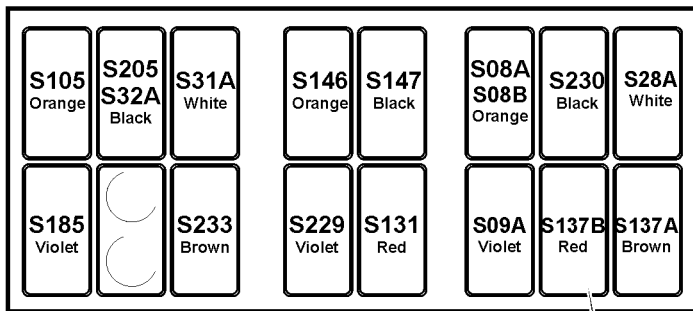 S105
Orange
S205
S32A
Black
S31A
White
S146
Orange
S147
Black
S08A
S08B
Orange
S230
Black
S28A
White
S185
Violet
S233
Brown
S229
Violet
S131
Red
S09A
Violet
S137B
Red
S137A
Brown